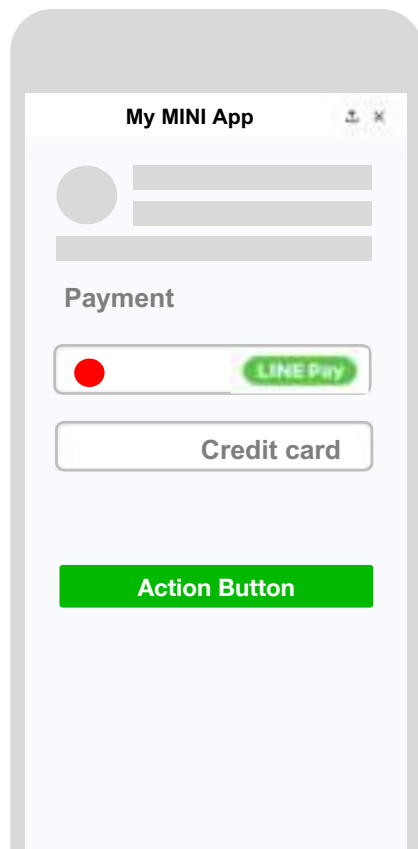 My MINI App
Payment
LINE Pay
Credit card
Action Button